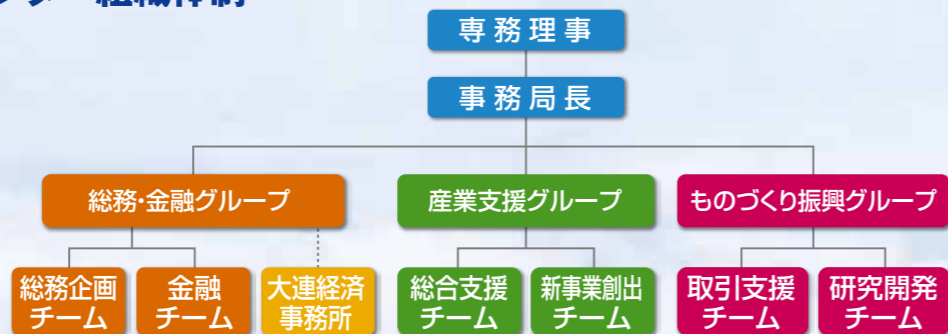 組織体制
専務理事
事務局長
総務・金融グループ
産業支援グループ
ものづくり振興グループ
総務企画
チーム
金融
チーム
大連経済
事務所
総合支援
チーム
新事業創出
チーム
取引支援
チーム
研究開発
チーム